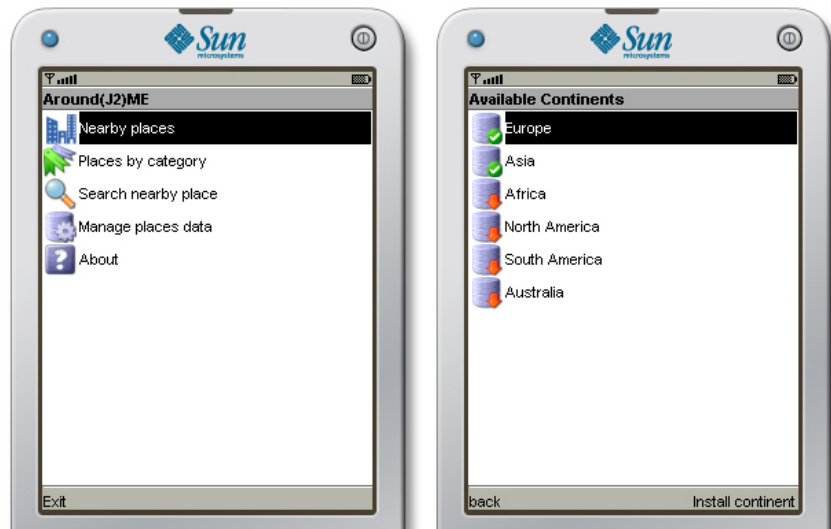 Sun
microsystems
Around(J2)ME
Nearby places
Places by category
Search nearby place
Manage places data
? About
Exit
Sun
microsystems
Available Continents
Europe
Asia
Africa
North America
South America
Australia
back
Install continent